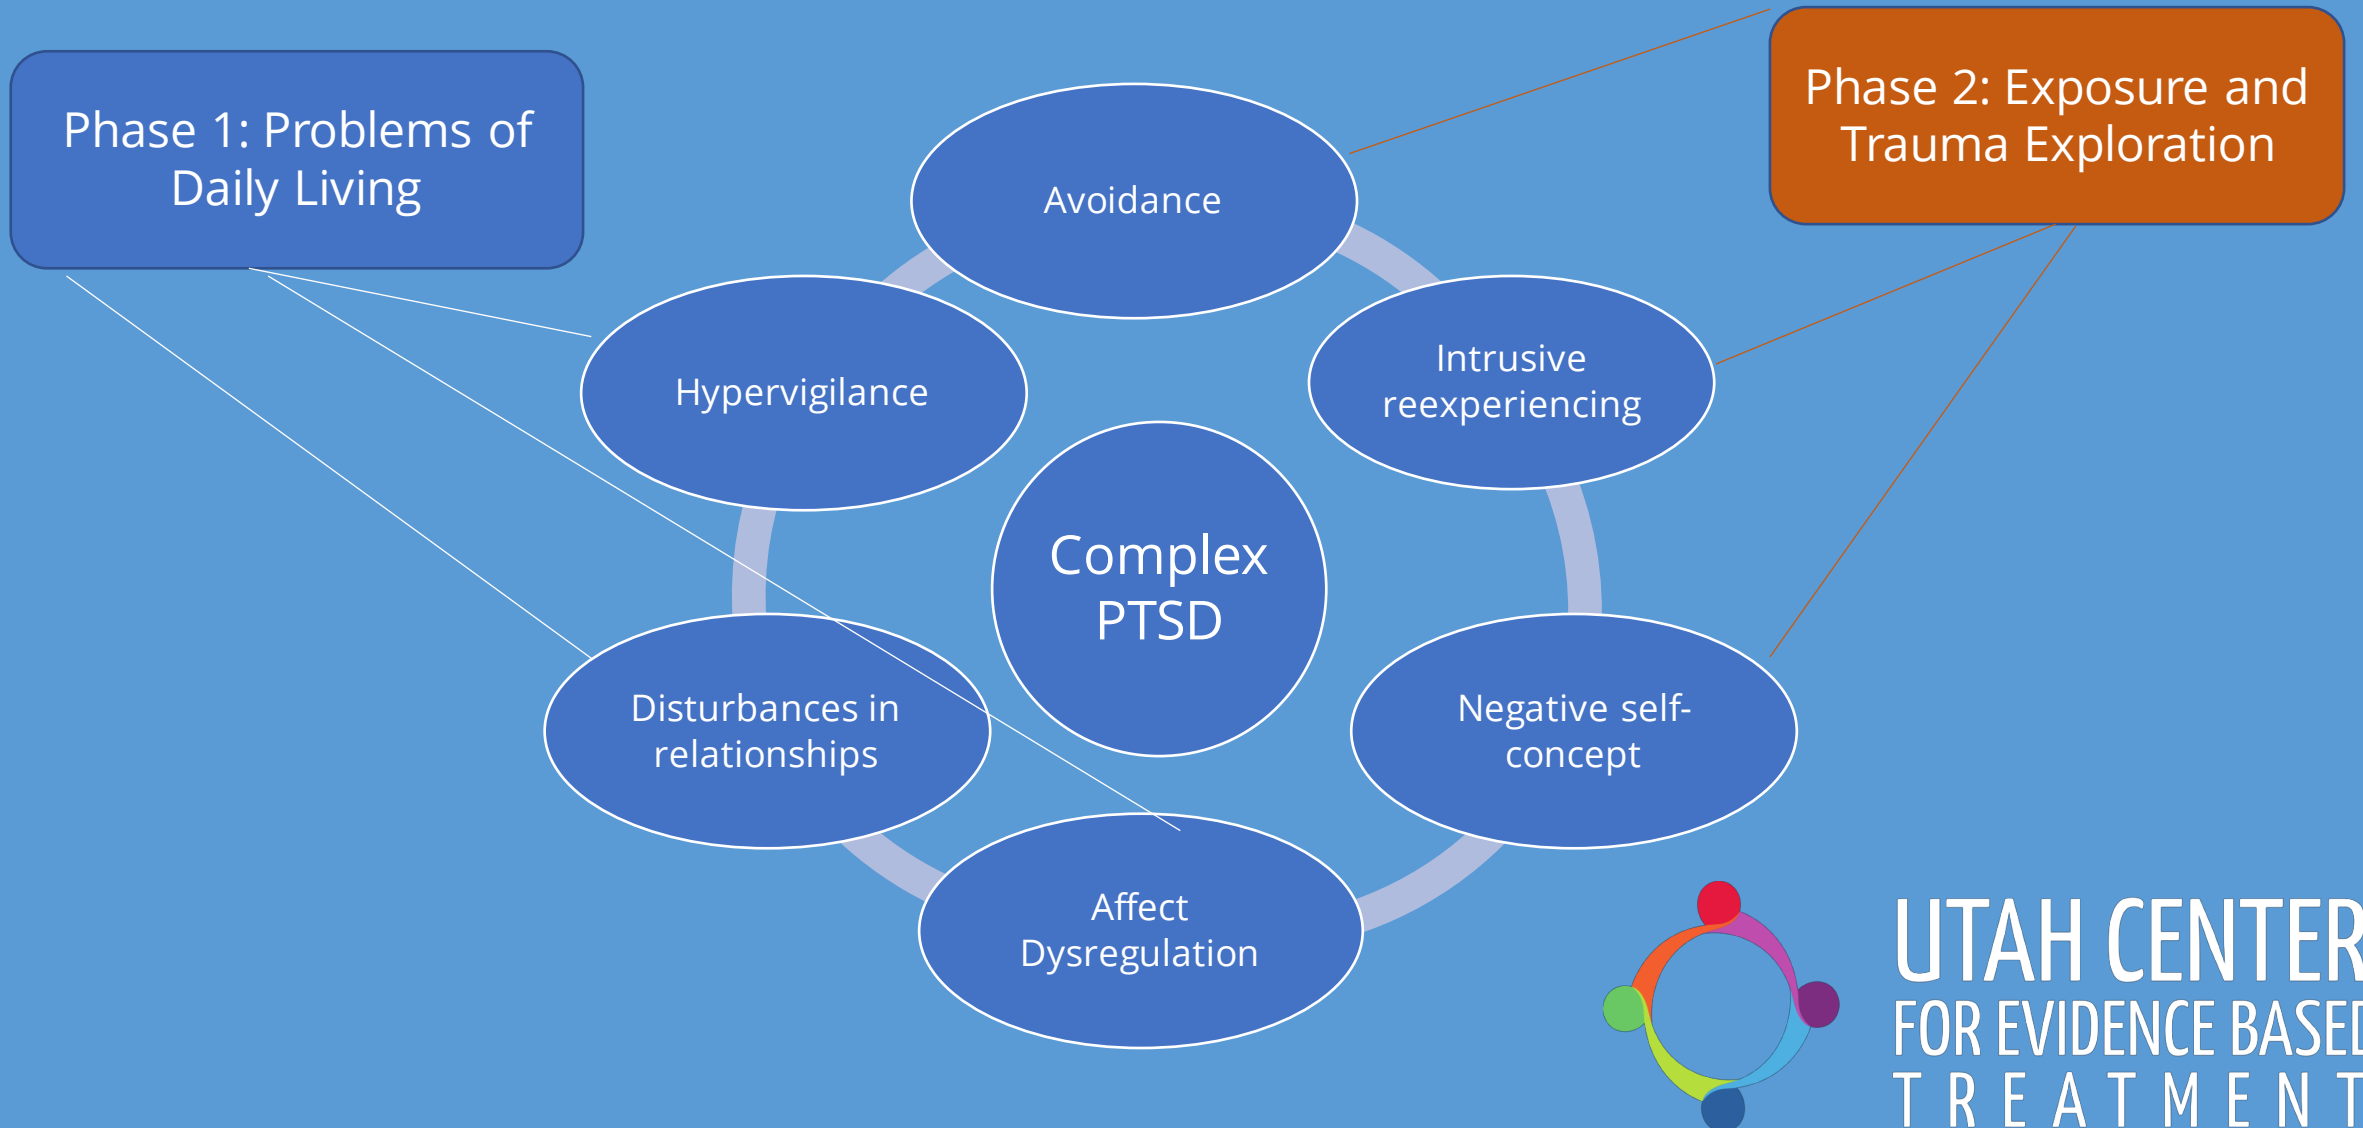 Phase 1: Problems of
Daily Living
Phase 2: Exposure and
Trauma Exploration
Avoidance
Hypervigilance
Intrusive
reexperiencing
Complex
PTSD
Disturbances in
relationships
Negative self-
concept
Affect
Dysregulation
UTAH CENTER
FOR EVIDENCE BASED
TREATMENT